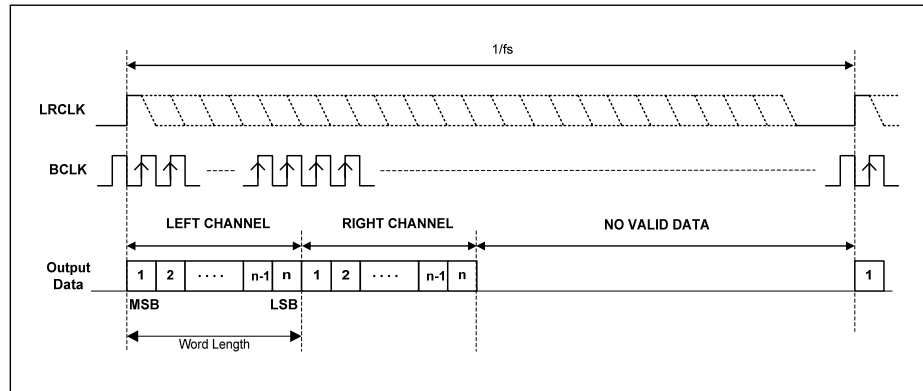 1/fs
LRCLK
BCLK
LEFT CHANNEL RIGHT CHANNEL NO VALID DATA
Output Data 1 2 · · · · n-1 n 1 2 · · · · n-1 n 1
MSB LSB
Word Length